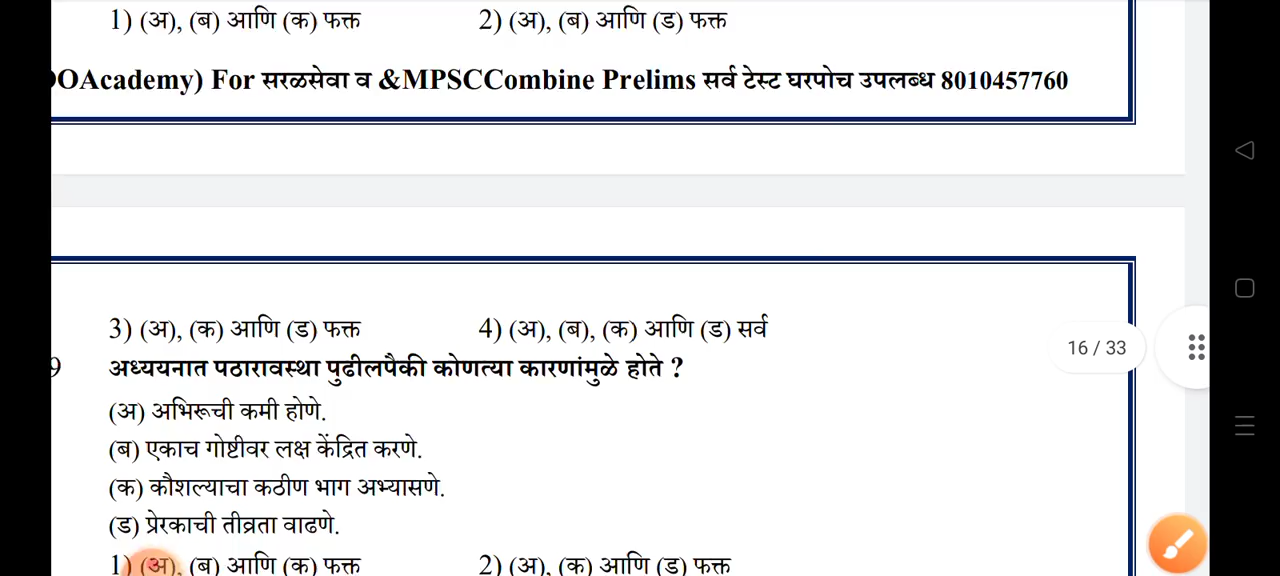 1) (अ), (ब) आणि (क) फक्त 2) (अ), (ब) आणि (ड) फक्त
OAcademy) For सरळसेवा व &MPSCCombine Prelims सर्व टेस्ट घरपोच उपलब्ध 8010457760
3) (अ), (क) आणि (ड) फक्त 4) (अ), (ब), (क) आणि (ड) सर्व
16 / 33
9 अध्ययनात पठारावस्था पुढीलपैकी कोणत्या कारणांमुळे होते ?
(अ) अभिरूची कमी होणे.
(ब) एकाच गोष्टीवर लक्ष केंद्रित करणे.
(क) कौशल्याचा कठीण भाग अभ्यासणे.
(ड) प्रेरकाची तीव्रता वाढणे.
1) (अ), (ब) आणि (क) फक्त 2) (अ), (क) आणि (ड) फक्त